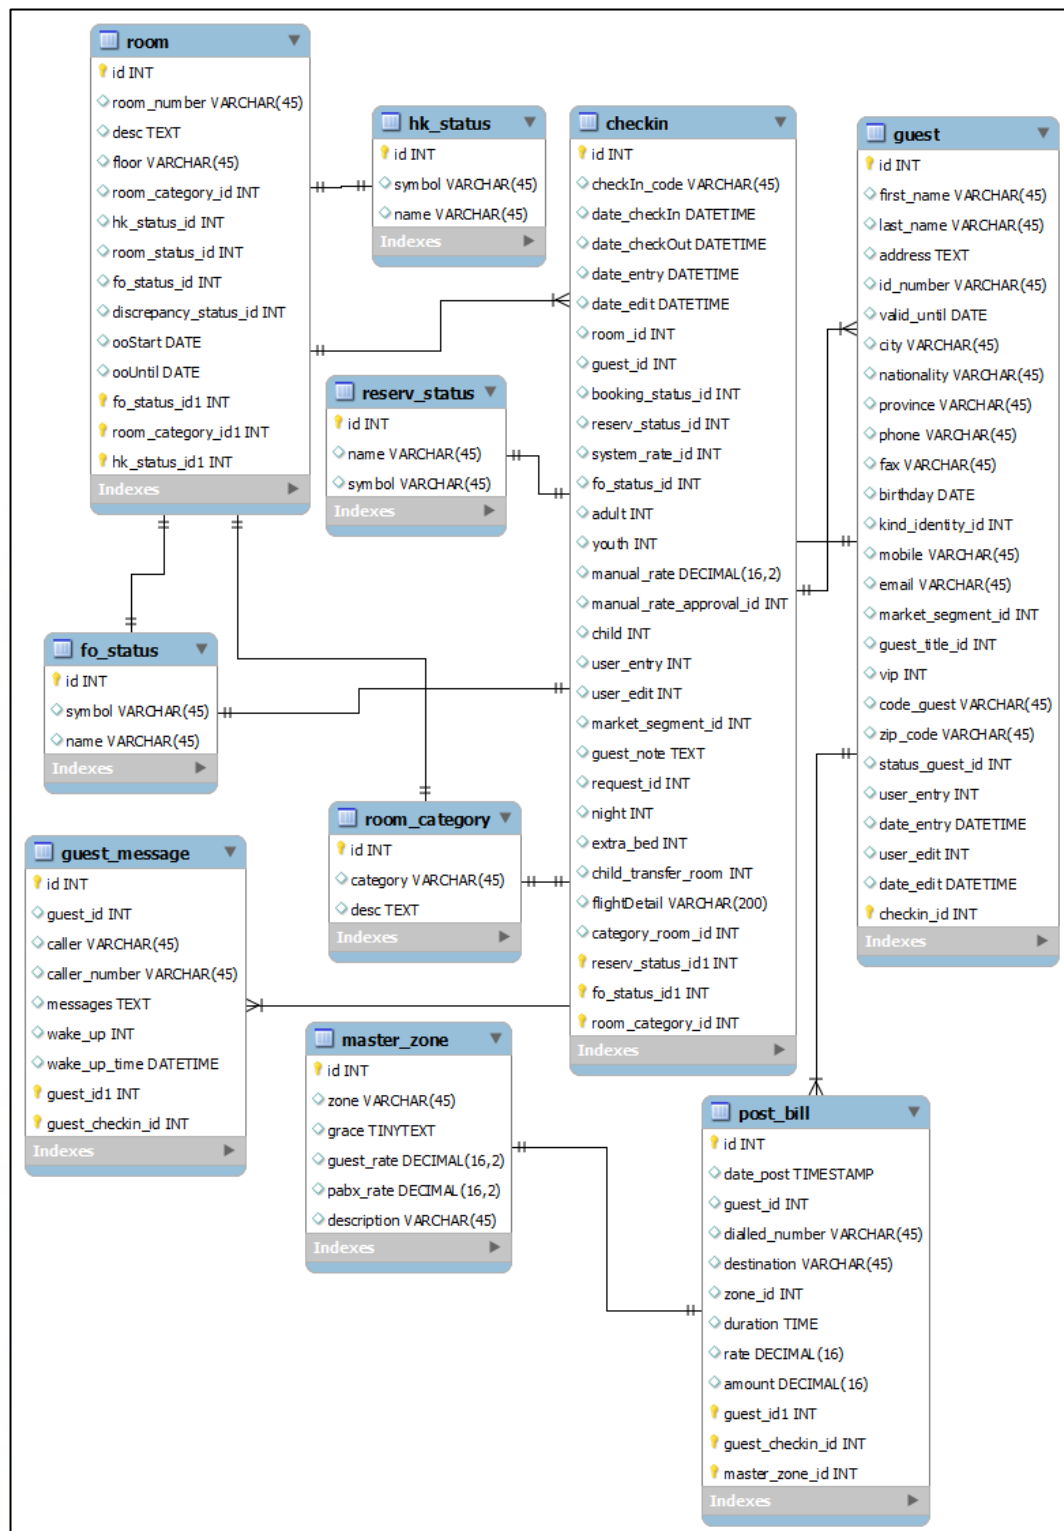 room
id INT
room_number VARCHAR(45)
desc TEXT
floor VARCHAR(45)
room_category_id INT
hk_status_id INT
room_status_id INT
fo_status_id INT
discrepancy_status_id INT
ooStart DATE
ooUntil DATE
fo_status_id1 INT
room_category_id1 INT
hk_status_id1 INT
Indexes
hk_status
id INT
symbol VARCHAR(45)
name VARCHAR(45)
Indexes
checkin
id INT
checkIn_code VARCHAR(45)
date_checkIn DATETIME
date_checkOut DATETIME
date_entry DATETIME
date_edit DATETIME
room_id INT
guest_id INT
booking_status_id INT
reserv_status_id INT
system_rate_id INT
fo_status_id INT
adult INT
youth INT
manual_rate DECIMAL(16,2)
manual_rate_approval_id INT
child INT
user_entry INT
user_edit INT
market_segment_id INT
guest_note TEXT
request_id INT
night INT
extra_bed INT
child_transfer_room INT
flightDetail VARCHAR(200)
category_room_id INT
reserv_status_id1 INT
fo_status_id1 INT
room_category_id INT
Indexes
guest
id INT
first_name VARCHAR(45)
last_name VARCHAR(45)
address TEXT
id_number VARCHAR(45)
valid_until DATE
city VARCHAR(45)
nationality VARCHAR(45)
province VARCHAR(45)
phone VARCHAR(45)
fax VARCHAR(45)
birthday DATE
kind_identity_id INT
mobile VARCHAR(45)
email VARCHAR(45)
market_segment_id INT
guest_title_id INT
vip INT
code_guest VARCHAR(45)
zip_code VARCHAR(45)
status_guest_id INT
user_entry INT
date_entry DATETIME
user_edit INT
date_edit DATETIME
checkin_id INT
Indexes
reserv_status
id INT
name VARCHAR(45)
symbol VARCHAR(45)
Indexes
fo_status
id INT
symbol VARCHAR(45)
name VARCHAR(45)
Indexes
room_category
id INT
category VARCHAR(45)
desc TEXT
Indexes
guest_message
id INT
guest_id INT
caller VARCHAR(45)
caller_number VARCHAR(45)
messages TEXT
wake_up INT
wake_up_time DATETIME
guest_id1 INT
guest_checkin_id INT
Indexes
master_zone
id INT
zone VARCHAR(45)
grace TINYTEXT
guest_rate DECIMAL(16,2)
pabx_rate DECIMAL(16,2)
description VARCHAR(45)
Indexes
post_bill
id INT
date_post TIMESTAMP
guest_id INT
dialled_number VARCHAR(45)
destination VARCHAR(45)
zone_id INT
duration TIME
rate DECIMAL(16)
amount DECIMAL(16)
guest_id1 INT
guest_checkin_id INT
master_zone_id INT
Indexes